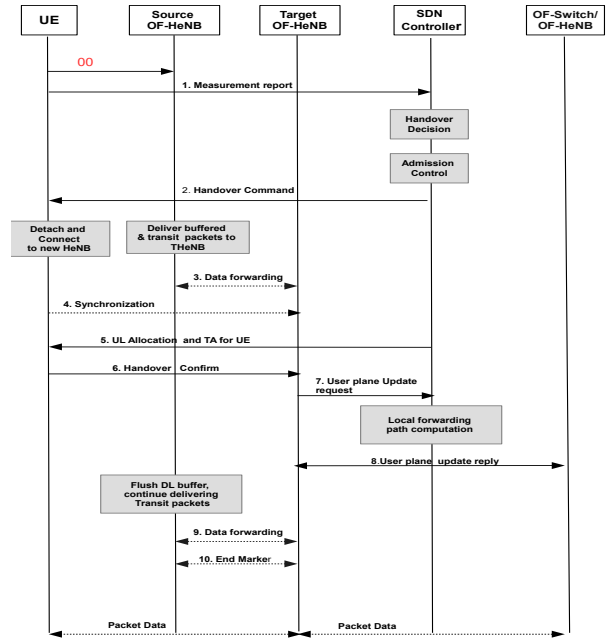 UE
Source
OF-HeNB
Target
OF-HeNB
SDN
Controller
OF-Switch/
OF-HeNB
00
1. Measurement report
Handover
Decision
Admission
Control
2. Handover Command
Detach and
Connect
to new HeNB
Deliver buffered
& transit packets to
THeNB
3. Data forwarding
4. Synchronization
5. UL Allocation and TA for UE
6. Handover Confirm
7. User plane Update
request
Local forwarding
path computation
8.User plane update reply
Flush DL buffer,
continue delivering
Transit packets
9. Data forwarding
10. End Marker
Packet Data
Packet Data